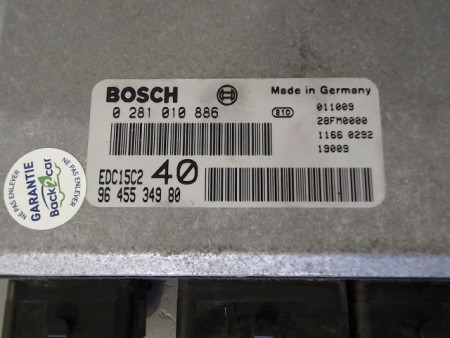 BOSCH
Made in Germany
0 281 010 886
810
011009
28FM0000
1166 0292
19009
EDC15C2 40
96 455 349 80
NE PAS ENLEVER
GARANTIE
Back2car
NE PAS ENLEVER